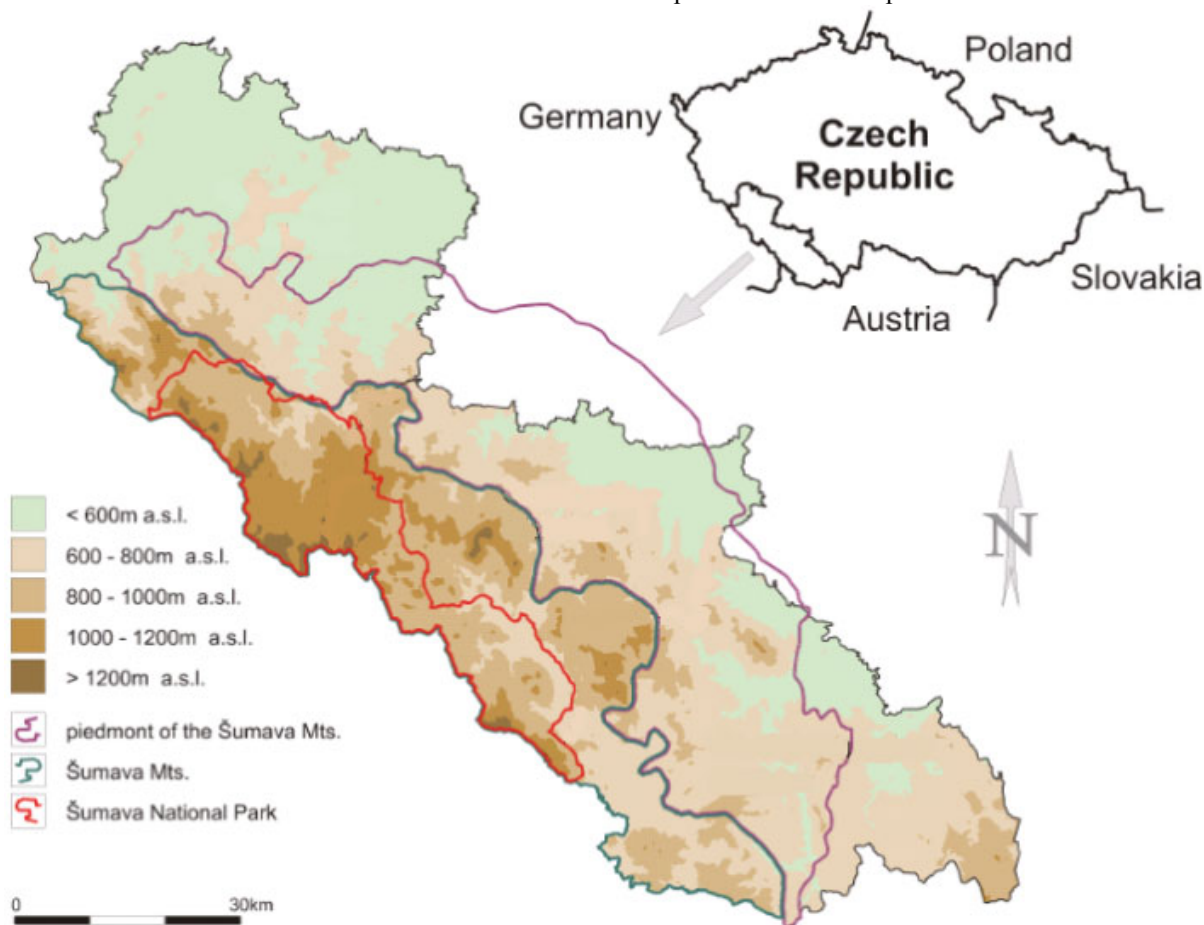 Poland
Germany
Czech
Republic
Slovakia
Austria
N
< 600m a.s.l.
600 - 800m a.s.l.
800 - 1000m a.s.l.
1000 - 1200m a.s.l.
> 1200m a.s.l.
piedmont of the Šumava Mts.
Šumava Mts.
Šumava National Park
0 30km